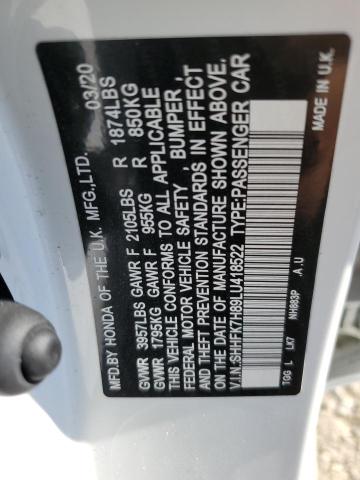 MFD.BY HONDA OF THE U.K. MFG.,LTD. 03/20
GVWR 3957LBS GAWR F 2105LBS R 1874LBS
GVWR 1795KG GAWR F 955KG R 850KG
THIS VEHICLE CONFORMS TO ALL APPLICABLE
FEDERAL MOTOR VEHICLE SAFETY , BUMPER ,
AND THEFT PREVENTION STANDARDS IN EFFECT
ON THE DATE OF MANUFACTURE SHOWN ABOVE.
V.I.N.SHHFK7H89LU418522 TYPE:PASSENGER CAR
TGG L LK7 NH883P .A.U MADE IN U.K.